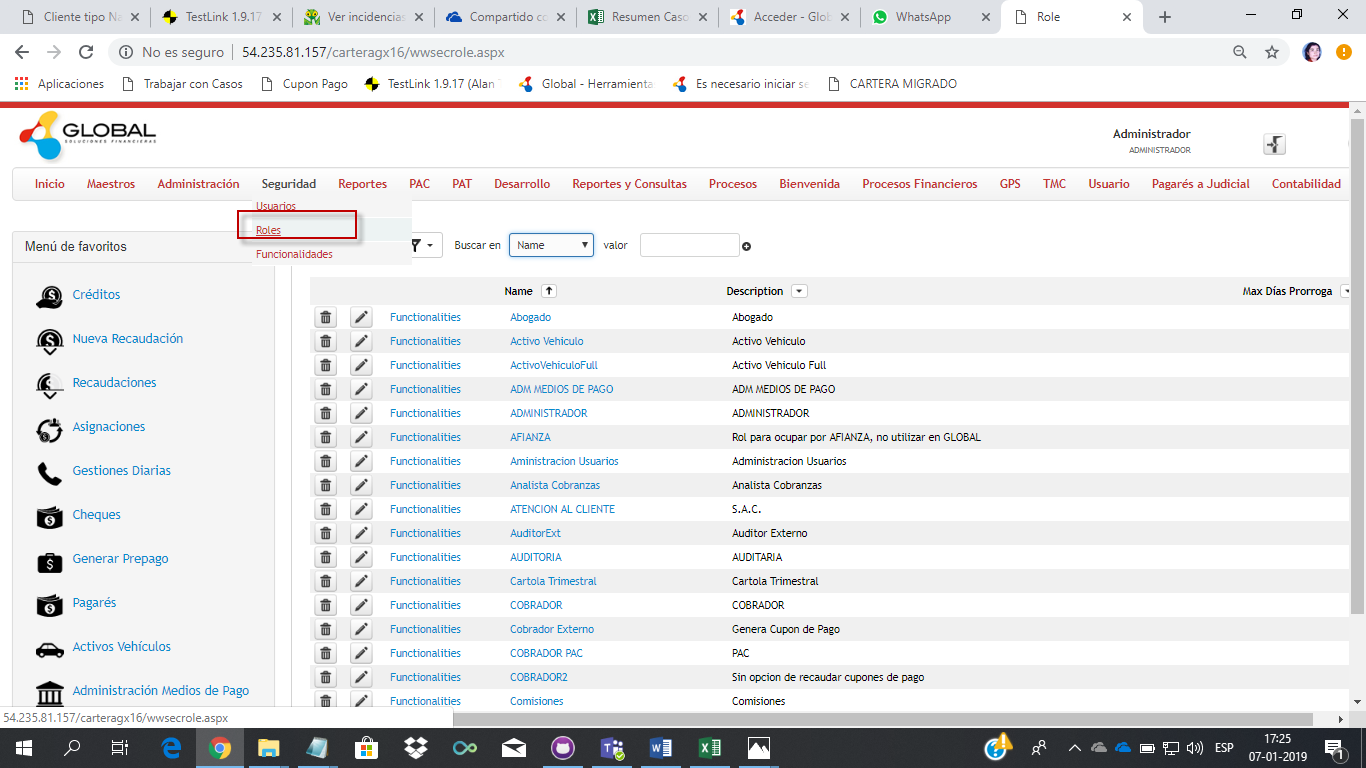 Cliente tipo Na
TestLink 1.9.17
Ver incidencias
Compartido co
Resumen Caso
Acceder - Glob
WhatsApp
Role
No es seguro | 54.235.81.157/carteragx16/wwsecrole.aspx
Aplicaciones Trabajar con Casos Cupon Pago TestLink 1.9.17 (Alan Global - Herramienta Es necesario iniciar se CARTERA MIGRADO
GLOBAL
SOLUCIONES FINANCIERAS
Administrador
ADMINISTRADOR
Inicio Maestros Administración Seguridad Reportes PAC PAT Desarrollo Reportes y Consultas Procesos Bienvenida Procesos Financieros GPS TMC Usuario Pagarés a Judicial Contabilidad
Usuarios
Roles
Funcionalidades
Menú de favoritos
Créditos
Nueva Recaudación
Recaudaciones
Asignaciones
Gestiones Diarias
Cheques
Generar Prepago
Pagarés
Activos Vehículos
Administración Medios de Pago
Buscar en Name valor
Name Description Max Días Prorroga
Functionalities Abogado Abogado
Functionalities Activo Vehiculo Activo Vehiculo
Functionalities ActivoVehiculoFull Activo Vehiculo Full
Functionalities ADM MEDIOS DE PAGO ADM MEDIOS DE PAGO
Functionalities ADMINISTRADOR ADMINISTRADOR
Functionalities AFIANZA Rol para ocupar por AFIANZA, no utilizar en GLOBAL
Functionalities Aministracion Usuarios Administracion Usuarios
Functionalities Analista Cobranzas Analista Cobranzas
Functionalities ATENCION AL CLIENTE S.A.C.
Functionalities AuditorExt Auditor Externo
Functionalities AUDITORIA AUDITARIA
Functionalities Cartola Trimestral Cartola Trimestral
Functionalities COBRADOR COBRADOR
Functionalities Cobrador Externo Genera Cupon de Pago
Functionalities COBRADOR PAC PAC
Functionalities COBRADOR2 Sin opcion de recaudar cupones de pago
Functionalities Comisiones Comisiones
54.235.81.157/carteragx16/wwsecrole.aspx
ESP
17:25
07-01-2019
1